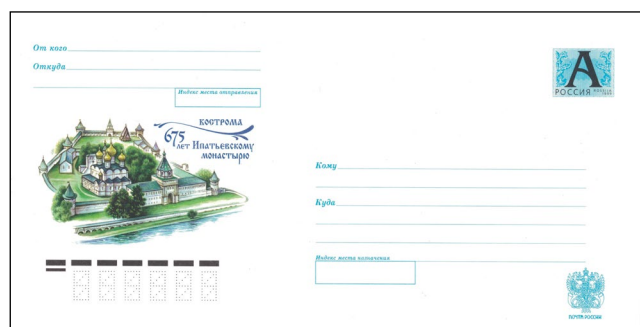 От кого
Откуда
Индекс места отправления
КОСТРОМА
675
ЛЕТ ИПАТЬЕВСКОМУ
МОНАСТЫРЮ
А
РОССИЯ
Кому
Куда
Индекс места назначения
ПОЧТА РОССИИ